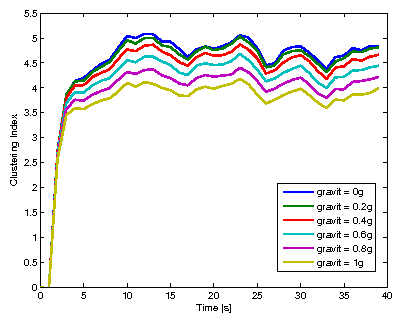 5.5
5
4.5
4
3.5
3
2.5
2
1.5
1
0.5
0
Clustering Index
gravit = 0g
gravit = 0.2g
gravit = 0.4g
gravit = 0.6g
gravit = 0.8g
gravit = 1g
0 5 10 15 20 25 30 35 40
Time [s]